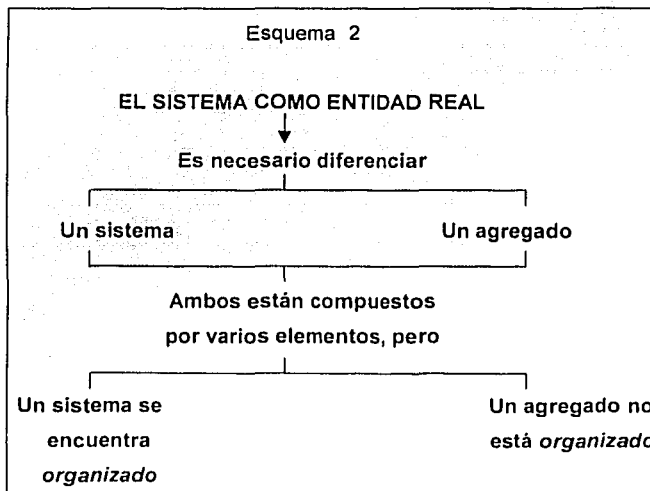 Esquema 2
EL SISTEMA COMO ENTIDAD REAL
Es necesario diferenciar
Un sistema
Un agregado
Ambos están compuestos
por varios elementos, pero
Un sistema se
encuentra
organizado
Un agregado no
está organizado